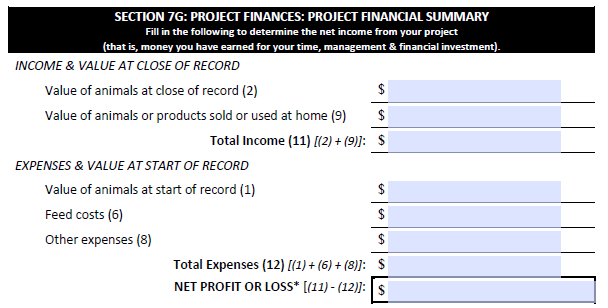 SECTION 7G: PROJECT FINANCES: PROJECT FINANCIAL SUMMARY
Fill in the following to determine the net income from your project
(that is, money you have earned for your time, management & financial investment).
INCOME & VALUE AT CLOSE OF RECORD
Value of animals at close of record (2) $
Value of animals or products sold or used at home (9) $
Total Income (11) [(2) + (9)]: $
EXPENSES & VALUE AT START OF RECORD
Value of animals at start of record (1) $
Feed costs (6) $
Other expenses (8) $
Total Expenses (12) [(1) + (6) + (8)]: $
NET PROFIT OR LOSS* [(11) - (12)]: $